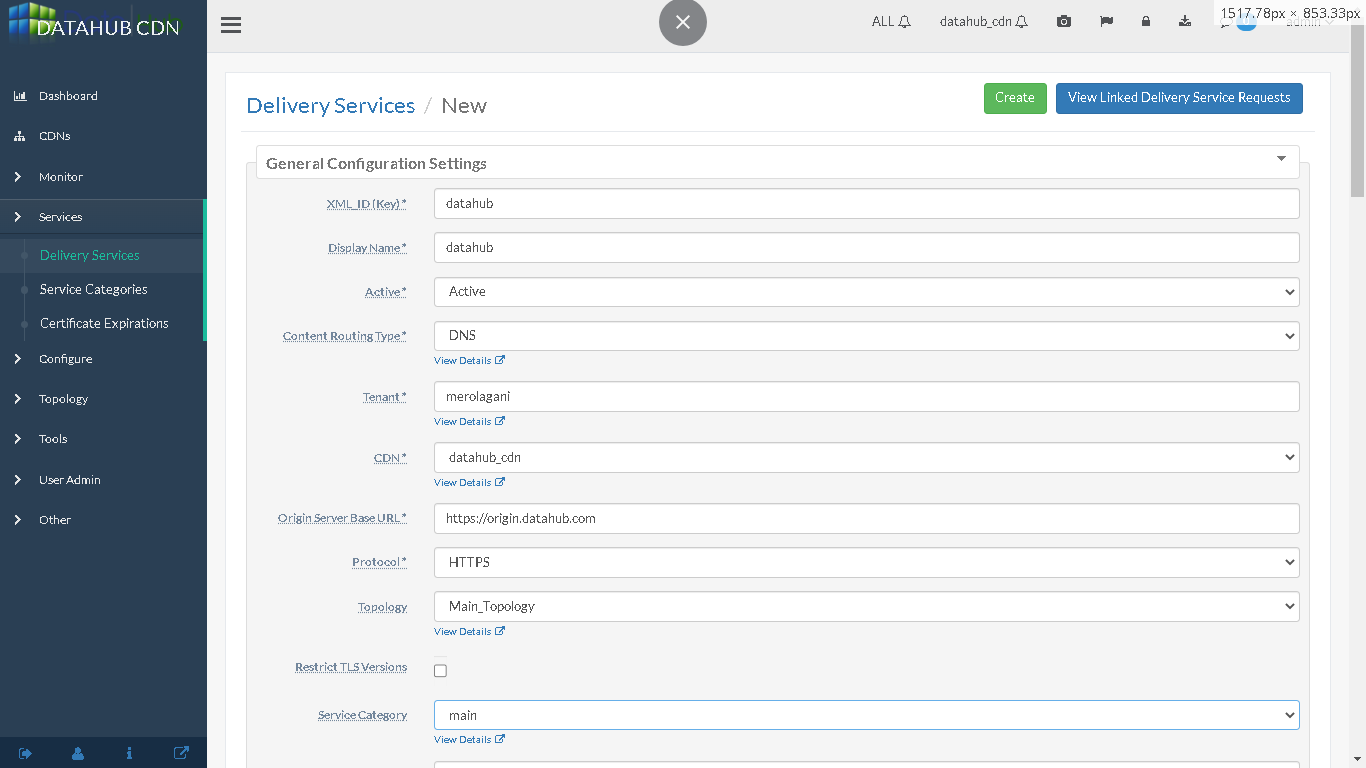 DATAHUB CDN
ALL
datahub_cdn
1517.78px × 853.33px
admin
Dashboard
CDNs
Monitor
Services
Delivery Services
Service Categories
Certificate Expirations
Configure
Topology
Tools
User Admin
Other
Delivery Services / New
Create
View Linked Delivery Service Requests
General Configuration Settings
XML_ID (Key) *
datahub
Display Name *
datahub
Active *
Active
Content Routing Type *
DNS
View Details
Tenant *
merolagani
View Details
CDN *
datahub_cdn
View Details
Origin Server Base URL *
https://origin.datahub.com
Protocol *
HTTPS
Topology
Main_Topology
View Details
Restrict TLS Versions
Service Category
main
View Details